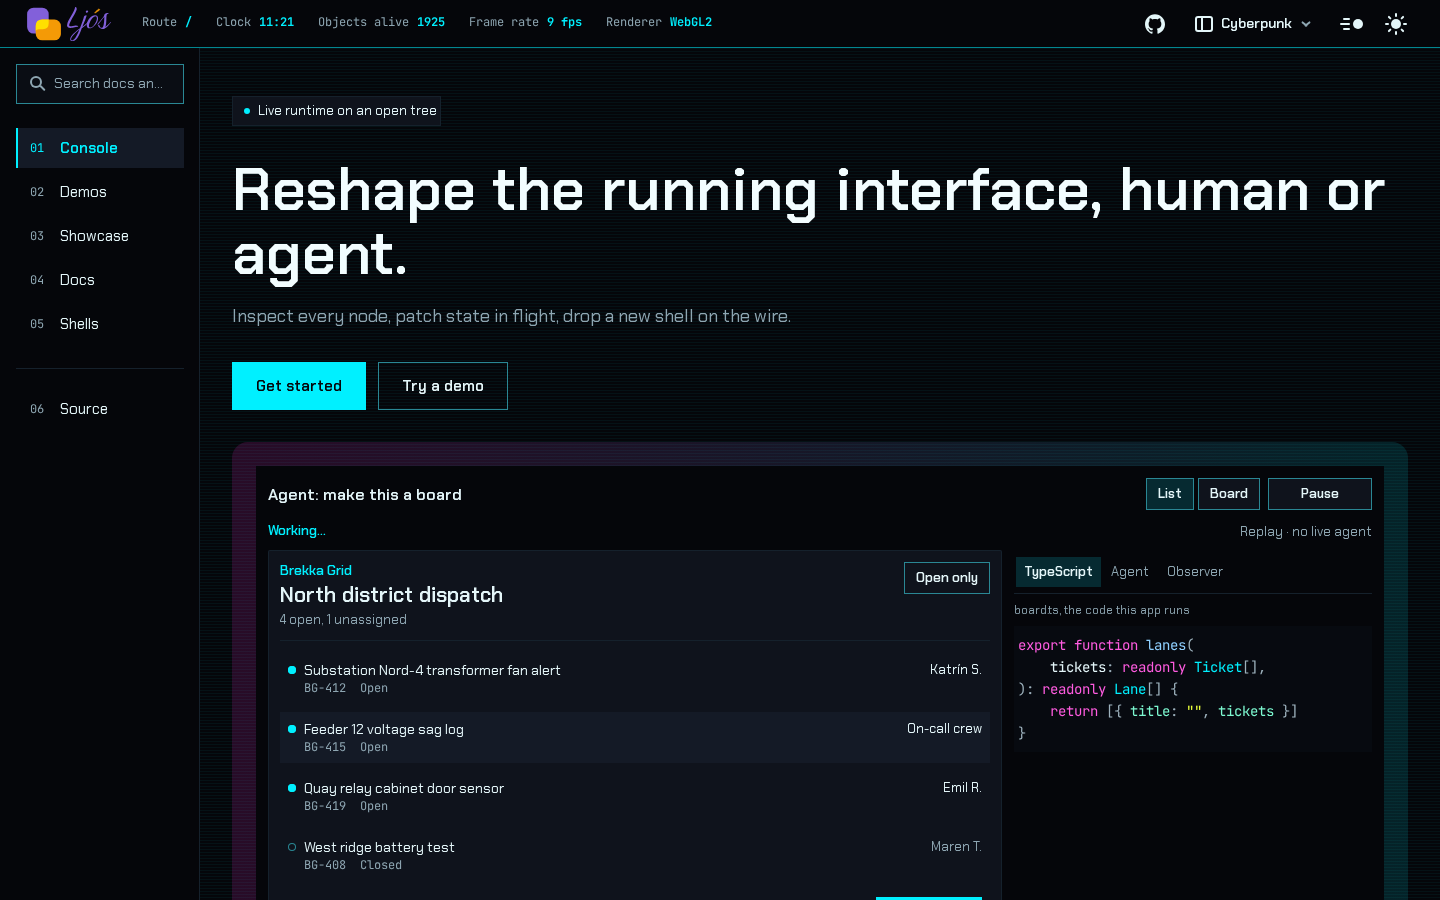 Ljós
Route / Clock 11:21 Objects alive 1925 Frame rate 9 fps Renderer WebGL2
Cyberpunk
Search docs an...
01 Console
02 Demos
03 Showcase
04 Docs
05 Shells
06 Source
Live runtime on an open tree
Reshape the running interface, human or
agent.
Inspect every node, patch state in flight, drop a new shell on the wire.
Get started
Try a demo
Agent: make this a board
List
Board
Pause
Working...
Replay · no live agent
Brekka Grid
North district dispatch
4 open, 1 unassigned
Open only
Substation Nord-4 transformer fan alert
Katrín S.
BG-412 Open
Feeder 12 voltage sag log
On-call crew
BG-415 Open
Quay relay cabinet door sensor
Emil R.
BG-419 Open
West ridge battery test
Maren T.
BG-408 Closed
TypeScript Agent Observer
board.ts, the code this app runs
export function lanes(
tickets: readonly Ticket[],
): readonly Lane[] {
return [{ title: "", tickets }]
}